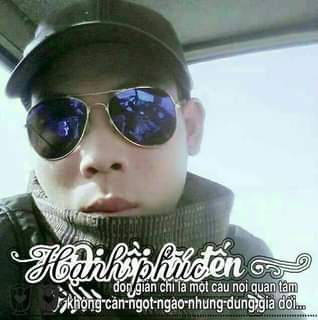 Hạnh phúc
đơn giản chỉ là một câu nói quan tâm
không cần ngọt ngào nhưng đừng giả dối...